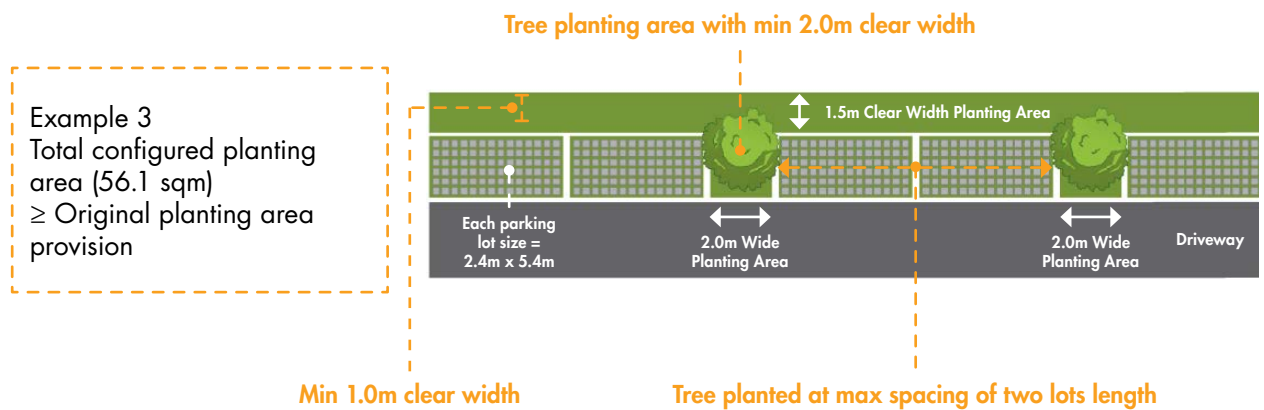 Tree planting area with min 2.0m clear width
Example 3
Total configured planting
area (56.1 sqm)
≥ Original planting area
provision
1.5m Clear Width Planting Area
Each parking
lot size =
2.4m x 5.4m
2.0m Wide
Planting Area
2.0m Wide
Planting Area
Driveway
Min 1.0m clear width
Tree planted at max spacing of two lots length